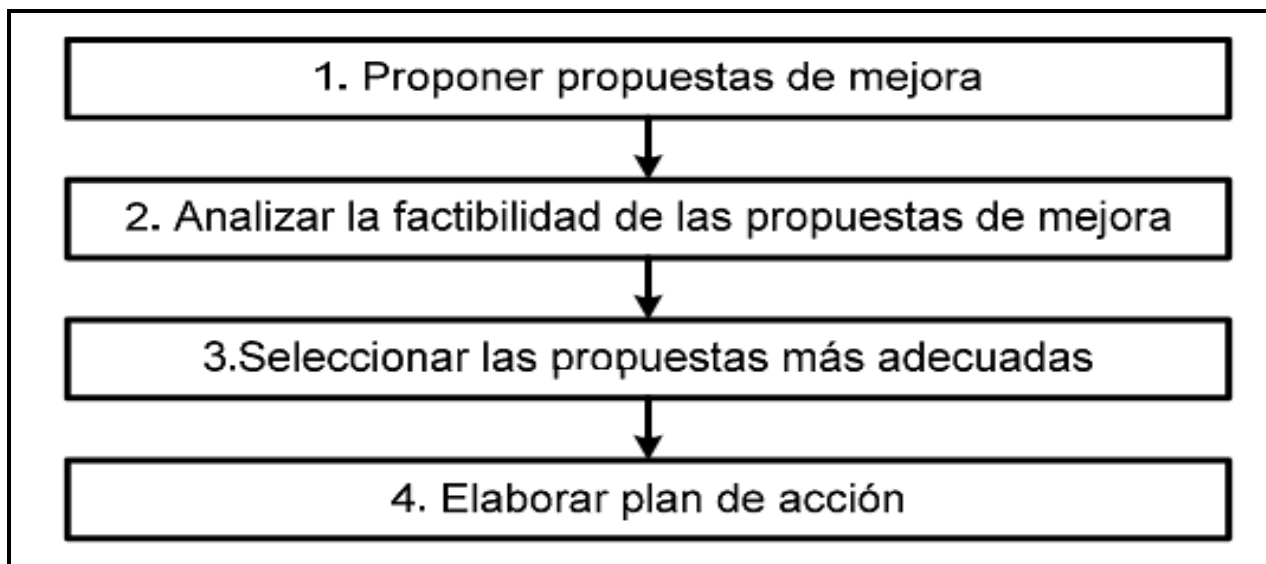 1. Proponer propuestas de mejora
2. Analizar la factibilidad de las propuestas de mejora
3.Seleccionar las propuestas más adecuadas
4. Elaborar plan de acción